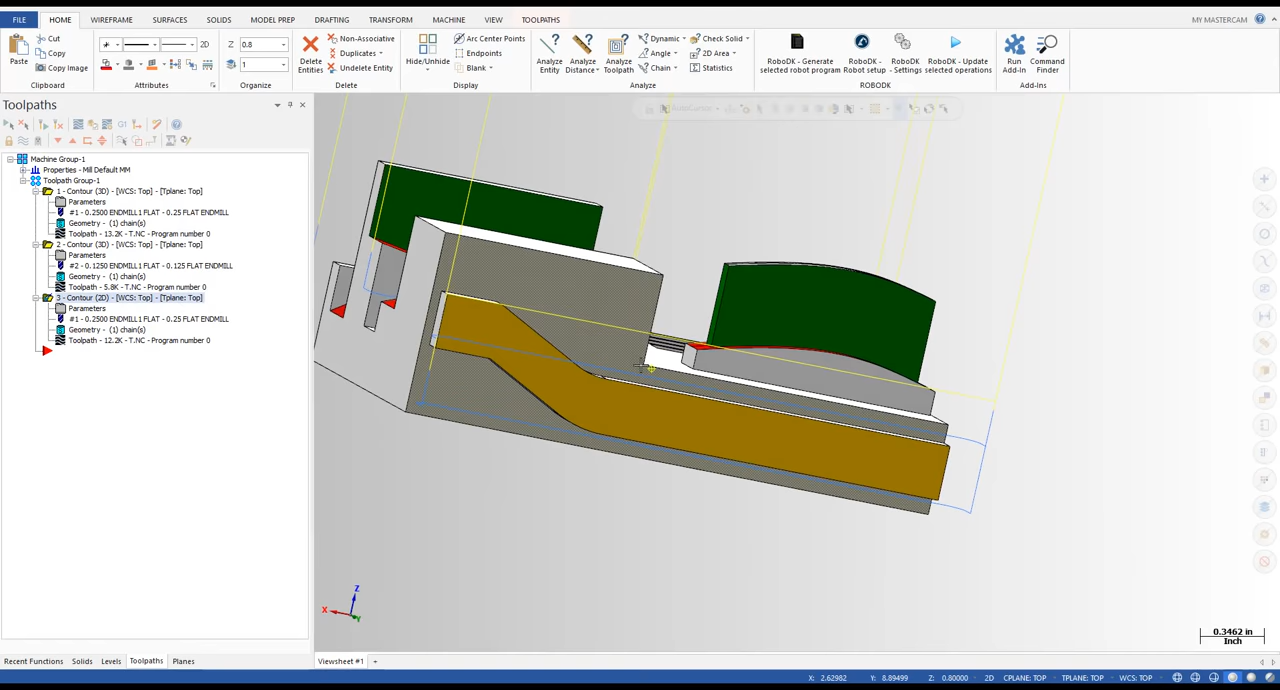 FILE HOME WIREFRAME SURFACES SOLIDS MODEL PREP DRAFTING TRANSFORM MACHINE VIEW TOOLPATHS MY MASTERCAM
Paste
Cut
Copy
Copy Image
Clipboard
2D
Attributes
Z 0.8
1
Organize
Delete Entities
Non-Associative
Duplicates
Undelete Entity
Delete
Hide/Unhide
Arc Center Points
Endpoints
Blank
Display
Analyze Entity
Analyze Distance
Analyze Toolpath
Dynamic
Angle
Chain
Check Solid
2D Area
Statistics
Analyze
RoboDK - Generate selected robot program
RoboDK - Robot setup
RoboDK - Settings
RoboDK - Update selected operations
ROBODK
Run Add-In
Command Finder
Add-Ins
Toolpaths
G1
AutoCursor
Machine Group-1
Properties - Mill Default MM
Toolpath Group-1
1 - Contour (3D) - [WCS: Top] - [Tplane: Top]
Parameters
#1 - 0.2500 ENDMILL1 FLAT - 0.25 FLAT ENDMILL
Geometry - (1) chain(s)
Toolpath - 13.2K - T.NC - Program number 0
2 - Contour (3D) - [WCS: Top] - [Tplane: Top]
Parameters
#2 - 0.1250 ENDMILL1 FLAT - 0.125 FLAT ENDMILL
Geometry - (1) chain(s)
Toolpath - 5.8K - T.NC - Program number 0
3 - Contour (2D) - [WCS: Top] - [Tplane: Top]
Parameters
#1 - 0.2500 ENDMILL1 FLAT - 0.25 FLAT ENDMILL
Geometry - (1) chain(s)
Toolpath - 12.2K - T.NC - Program number 0
Z
X
Y
0.3462 in
Inch
Recent Functions Solids Levels Toolpaths Planes
Viewsheet #1 +
X: 2.62982 Y: 8.89499 Z: 0.80000 2D CPLANE: TOP TPLANE: TOP WCS: TOP